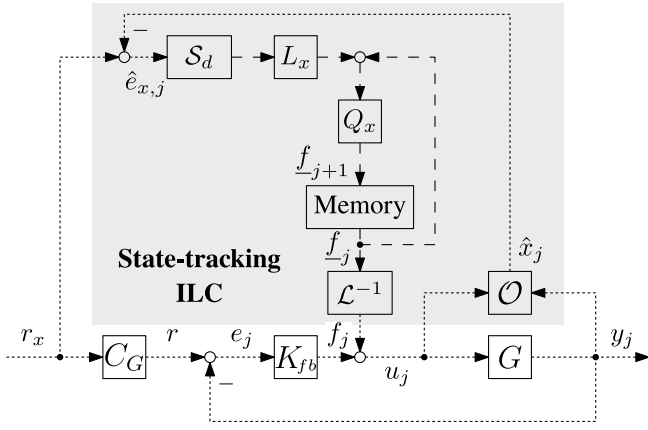 −
ê_{x,j}
𝒮_d
L_x
Q_x
f_{j+1}
Memory
f_j
State-tracking
ILC
ℒ^{-1}
x̂_j
𝒪
r_x
C_G
r
e_j
−
K_{fb}
f_j
u_j
G
y_j